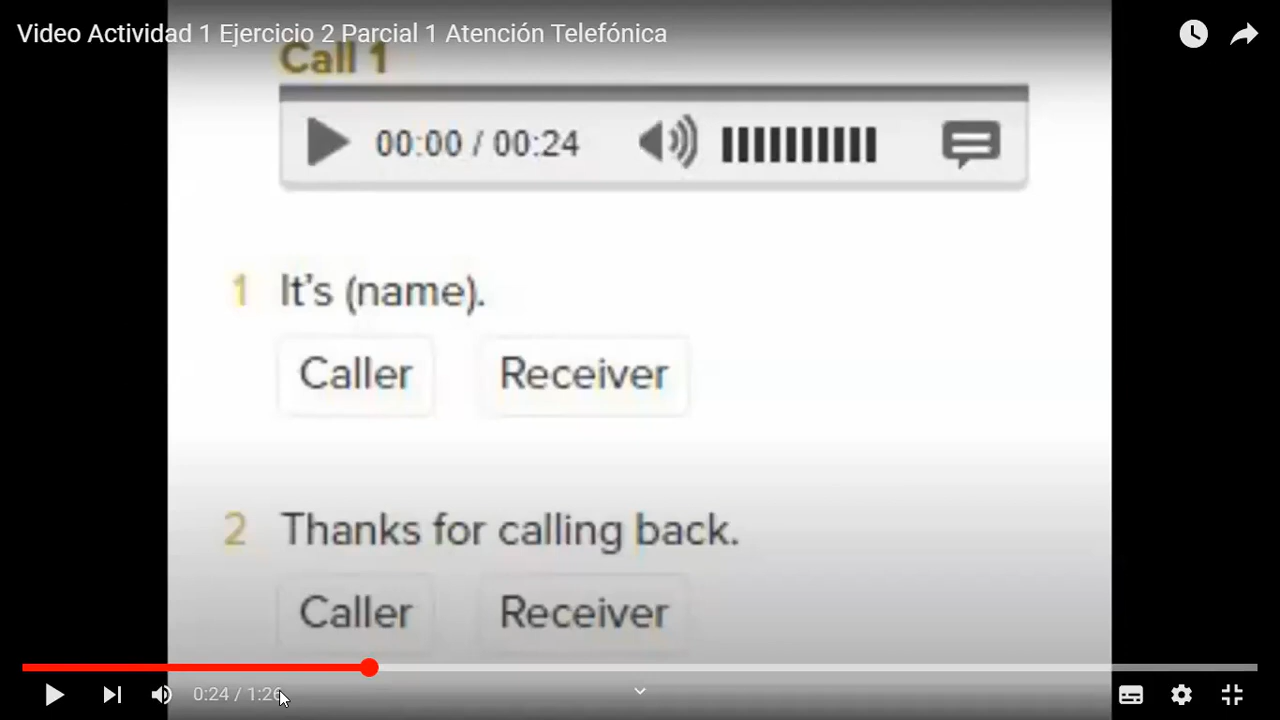 Video Actividad 1 Ejercicio 2 Parcial 1 Atención Telefónica
Call 1
00:00 / 00:24
1 It's (name).
Caller Receiver
2 Thanks for calling back.
Caller Receiver
0:24 / 1:26